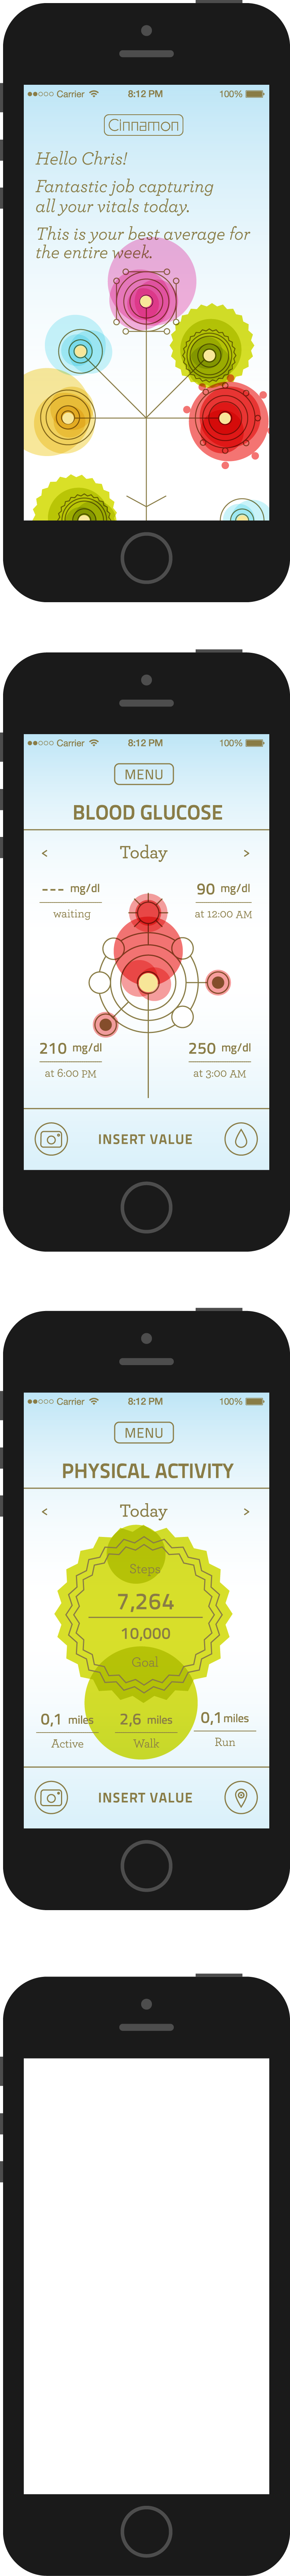 Carrier 8:12 PM 100%
Cinnamon
Hello Chris!
Fantastic job capturing
all your vitals today.
This is your best average for
the entire week.
Carrier 8:12 PM 100%
MENU
BLOOD GLUCOSE
< Today >
--- mg/dl 90 mg/dl
waiting at 12:00 AM
210 mg/dl 250 mg/dl
at 6:00 PM at 3:00 AM
INSERT VALUE
Carrier 8:12 PM 100%
MENU
PHYSICAL ACTIVITY
< Today >
Steps
7,264
10,000
Goal
0,1 miles 2,6 miles 0,1 miles
Active Walk Run
INSERT VALUE